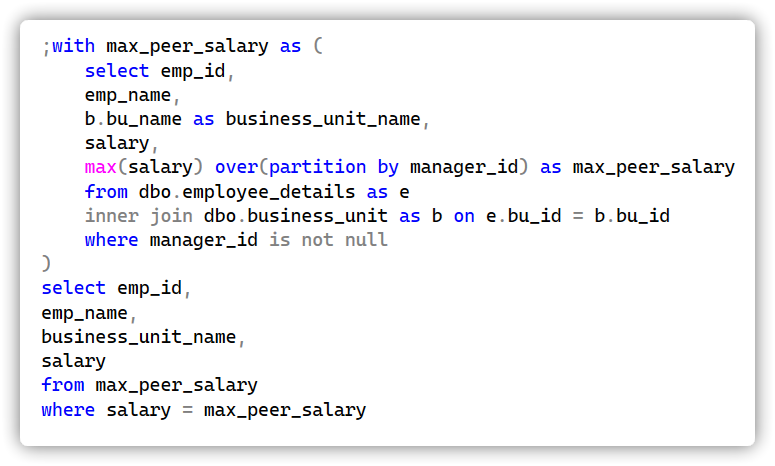 ;with max_peer_salary as (
    select emp_id,
    emp_name,
    b.bu_name as business_unit_name,
    salary,
    max(salary) over(partition by manager_id) as max_peer_salary
    from dbo.employee_details as e
    inner join dbo.business_unit as b on e.bu_id = b.bu_id
    where manager_id is not null
)
select emp_id,
emp_name,
business_unit_name,
salary
from max_peer_salary
where salary = max_peer_salary